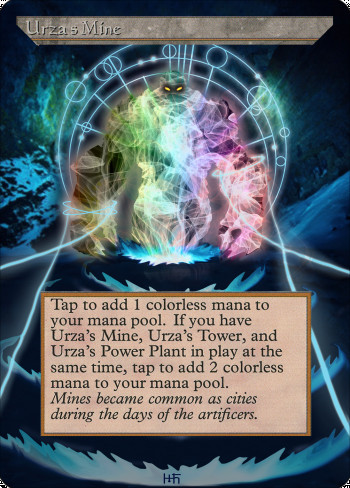 Urza's Mine
Tap to add 1 colorless mana to
your mana pool. If you have
Urza's Mine, Urza's Tower, and
Urza's Power Plant in play at the
same time, tap to add 2 colorless
mana to your mana pool.
Mines became common as cities
during the days of the artificers.